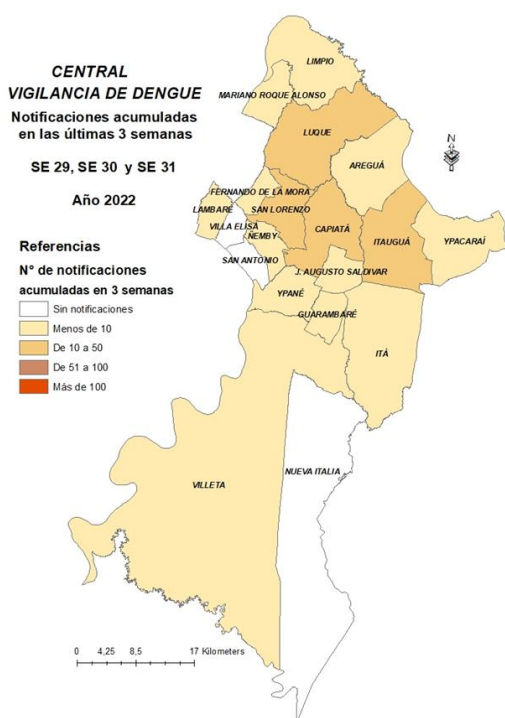 CENTRAL
VIGILANCIA DE DENGUE
Notificaciones acumuladas
en las últimas 3 semanas
SE 29, SE 30 y SE 31
Año 2022
Referencias
N° de notificaciones
acumuladas en 3 semanas
Sin notificaciones
Menos de 10
De 10 a 50
De 51 a 100
Más de 100
LIMPIO
MARIANO ROQUE ALONSO
LUQUE
N
AREGUÁ
FERNANDO DE LA MORA
LAMBARÉ
SAN LORENZO
VILLA ELISA
CAPIATÁ
ITAUGUÁ
YPACARAÍ
ÑEMBY
SAN ANTONIO
J. AUGUSTO SALDIVAR
YPANÉ
GUARAMBARÉ
ITÁ
NUEVA ITALIA
VILLETA
0 4,25 8,5 17 Kilometers